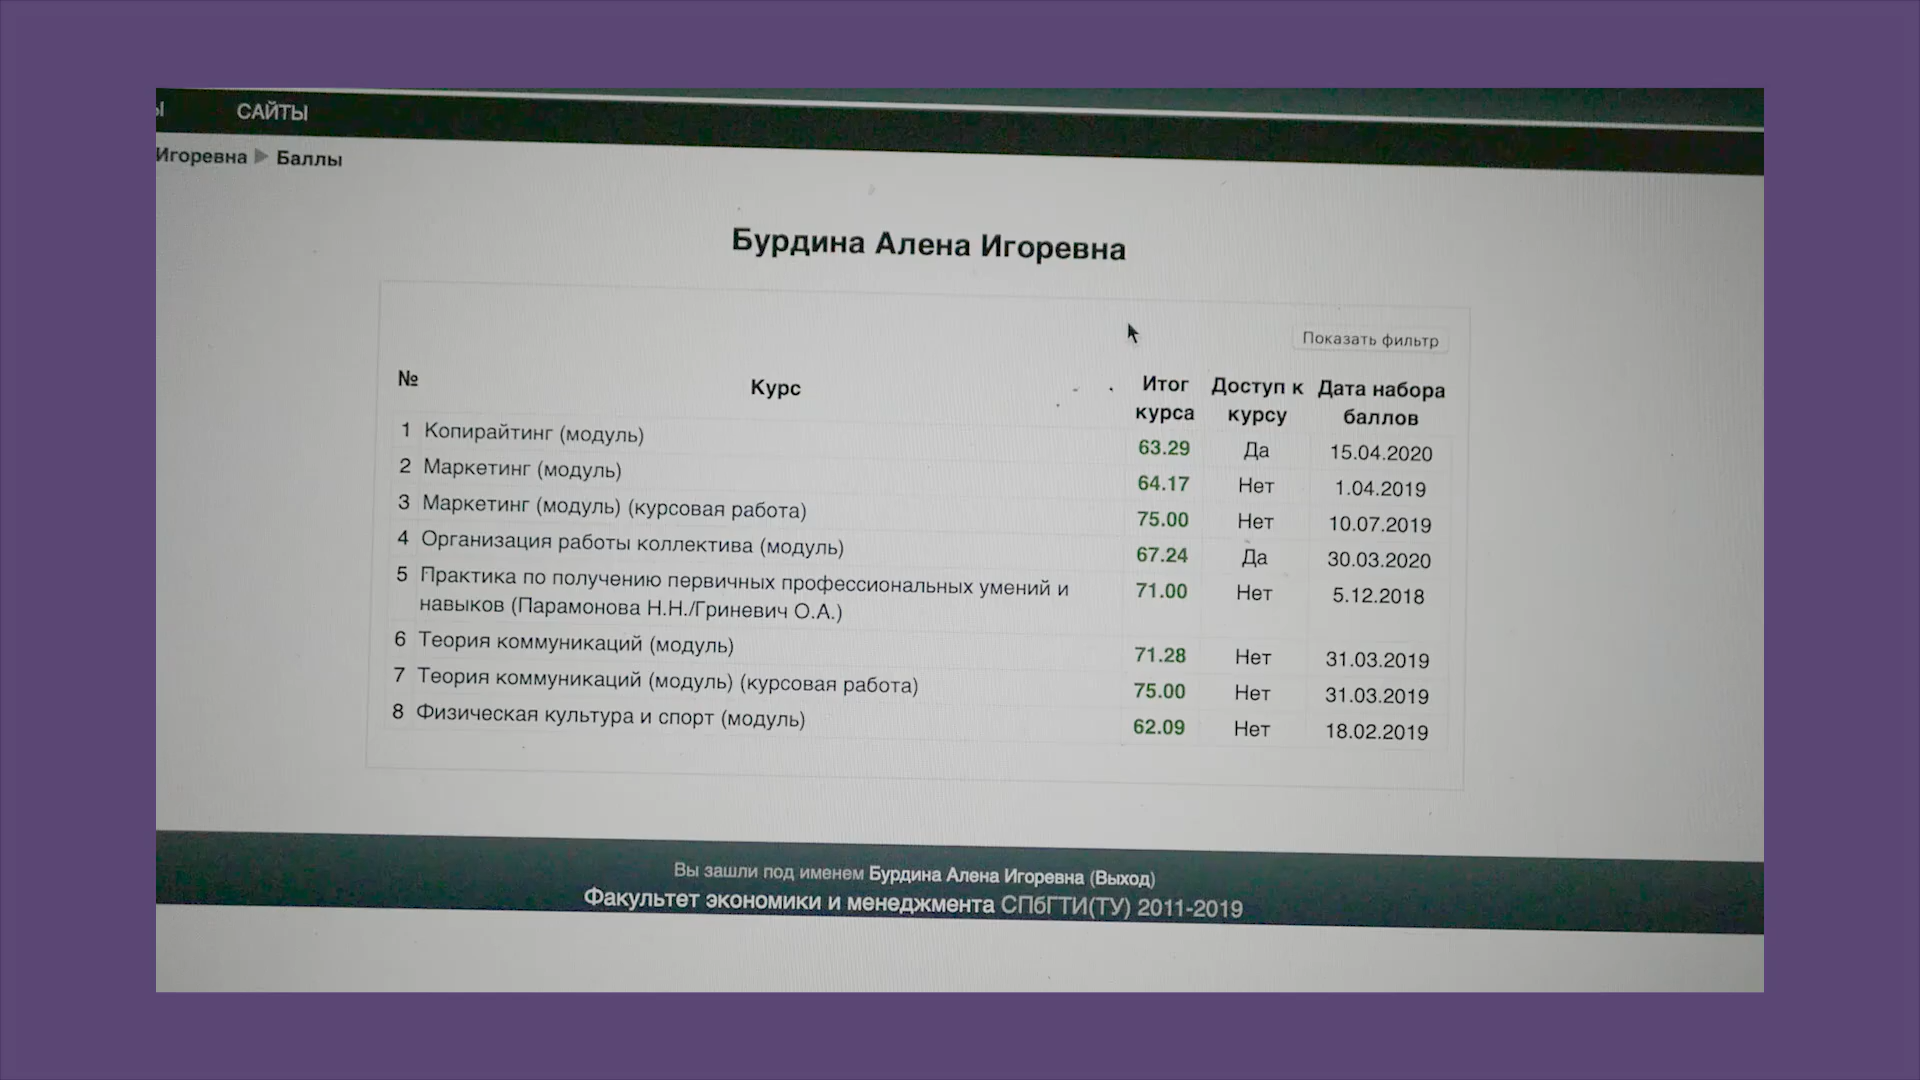 САЙТЫ
Игоревна ▶ Баллы
Бурдина Алена Игоревна
Показать фильтр
№ Курс Итог курса Доступ к курсу Дата набора баллов
1 Копирайтинг (модуль) 63.29 Да 15.04.2020
2 Маркетинг (модуль) 64.17 Нет 1.04.2019
3 Маркетинг (модуль) (курсовая работа) 75.00 Нет 10.07.2019
4 Организация работы коллектива (модуль) 67.24 Да 30.03.2020
5 Практика по получению первичных профессиональных умений и
навыков (Парамонова Н.Н./Гриневич О.А.) 71.00 Нет 5.12.2018
6 Теория коммуникаций (модуль) 71.28 Нет 31.03.2019
7 Теория коммуникаций (модуль) (курсовая работа) 75.00 Нет 31.03.2019
8 Физическая культура и спорт (модуль) 62.09 Нет 18.02.2019
Вы зашли под именем Бурдина Алена Игоревна (Выход)
Факультет экономики и менеджмента СПбГТИ(ТУ) 2011-2019